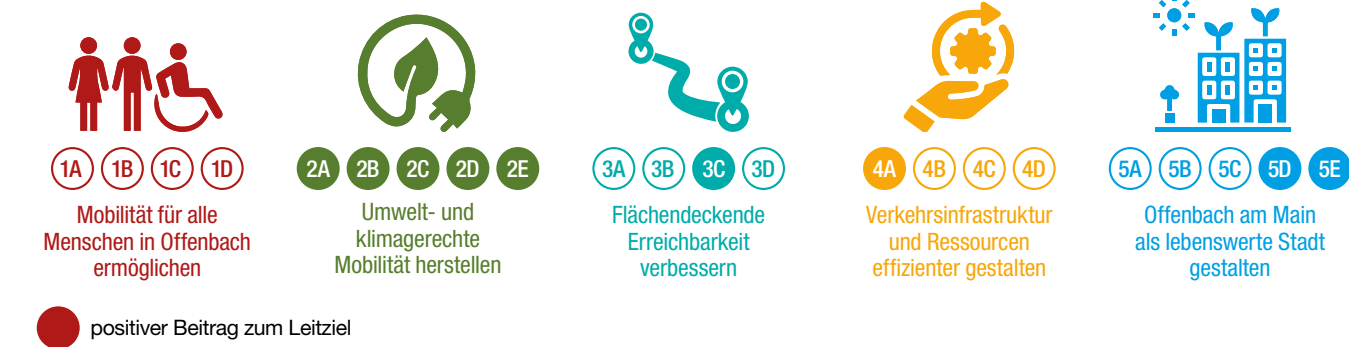 1A 1B 1C 1D
Mobilität für alle
Menschen in Offenbach
ermöglichen
2A 2B 2C 2D 2E
Umwelt- und
klimagerechte
Mobilität herstellen
3A 3B 3C 3D
Flächendeckende
Erreichbarkeit
verbessern
4A 4B 4C 4D
Verkehrsinfrastruktur
und Ressourcen
effizienter gestalten
5A 5B 5C 5D 5E
Offenbach am Main
als lebenswerte Stadt
gestalten
positiver Beitrag zum Leitziel